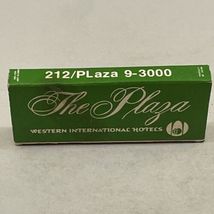 212/PLaza 9-3000
The Plaza
WESTERN INTERNATIONAL HOTELS